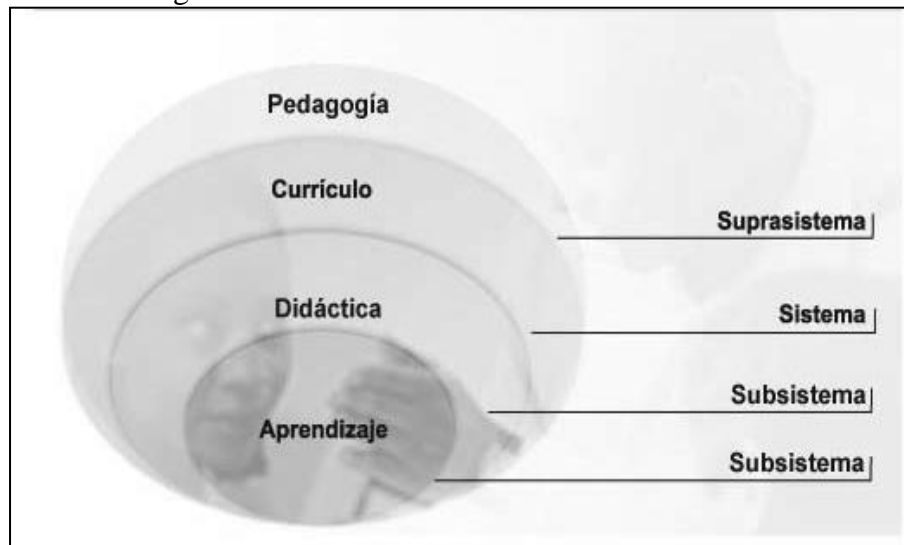 Pedagogía
Currículo
Suprasistema
Didáctica
Sistema
Subsistema
Aprendizaje
Subsistema